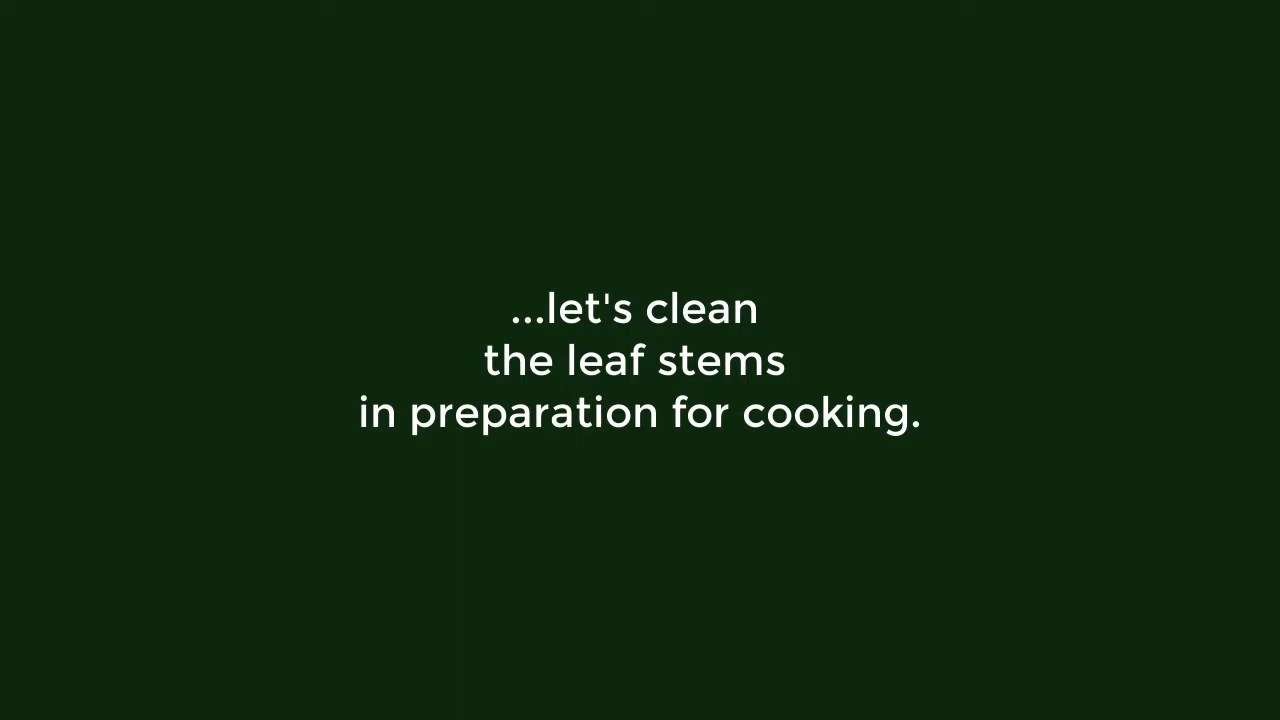 ...let's clean
the leaf stems
in preparation for cooking.